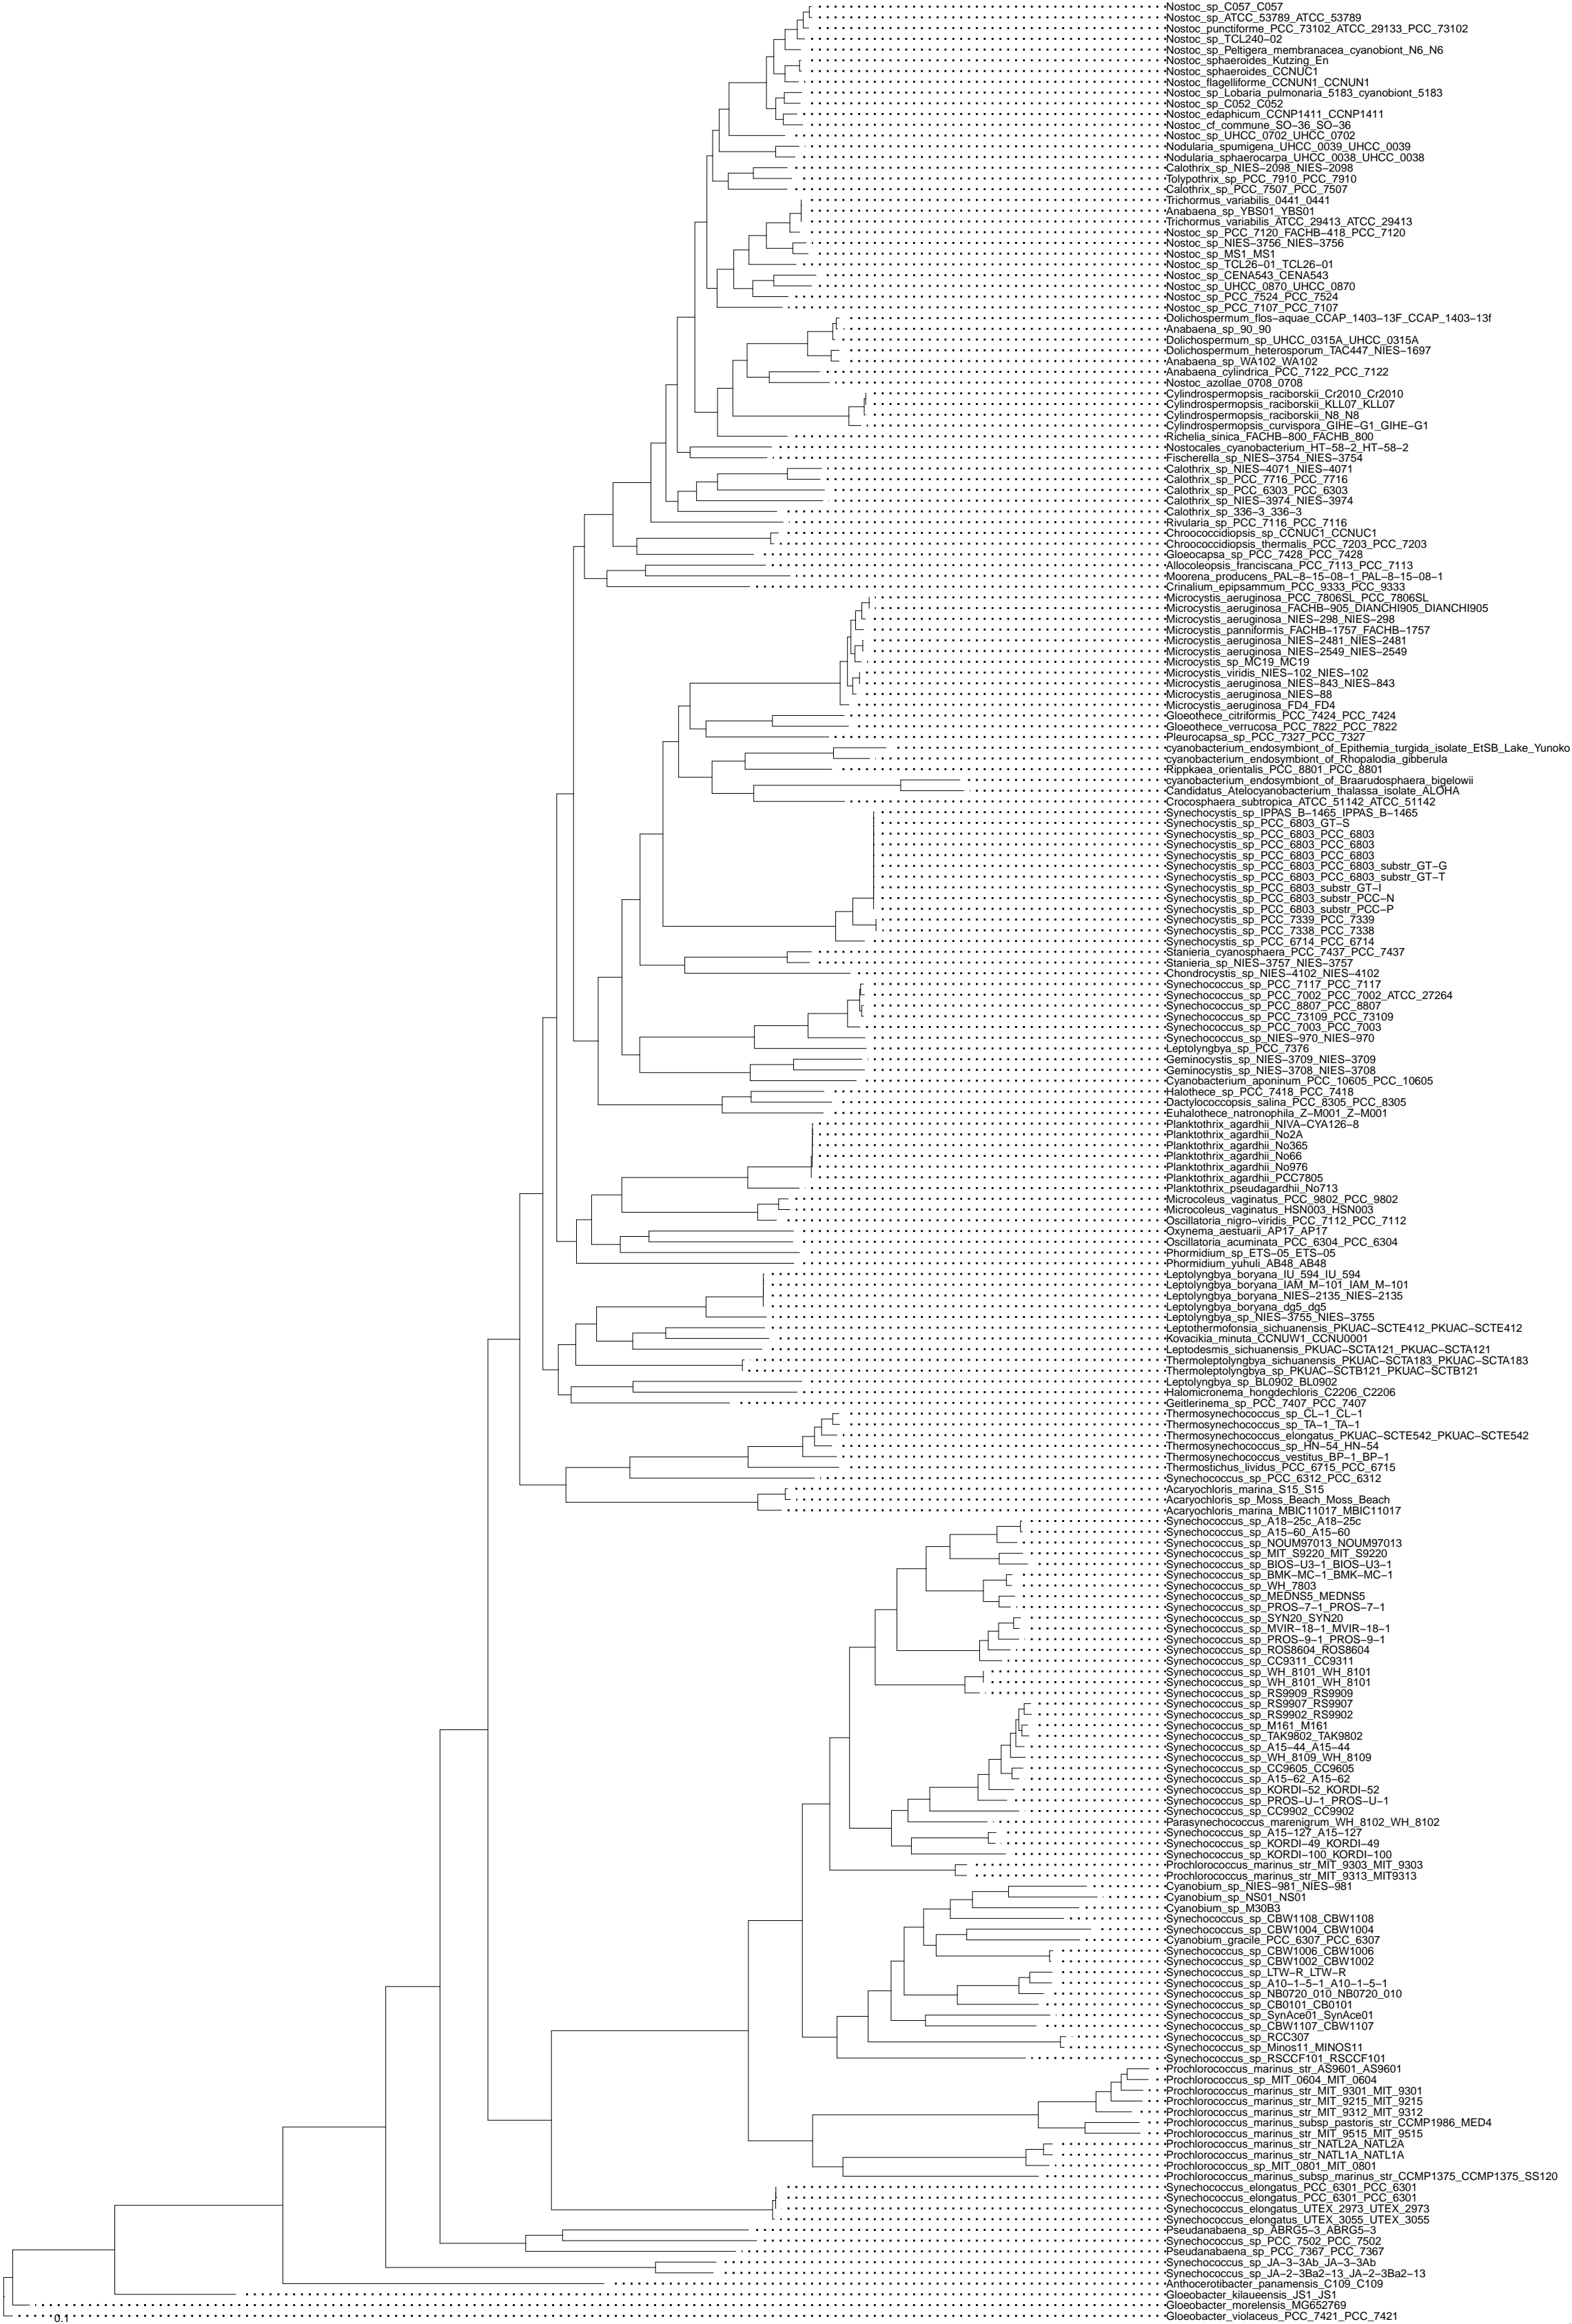 Nostoc_sp_C057_C057
Nostoc_sp_ATCC_53789_ATCC_53789
Nostoc_punctiforme_PCC_73102_ATCC_29133_PCC_73102
Nostoc_sp_TCL240−02
Nostoc_sp_Peltigera_membranacea_cyanobiont_N6_N6
Nostoc_sphaeroides_Kutzing_En
Nostoc_sphaeroides_CCNUC1
Nostoc_flagelliforme_CCNUN1_CCNUN1
Nostoc_sp_Lobaria_pulmonaria_5183_cyanobiont_5183
Nostoc_sp_C052_C052
Nostoc_edaphicum_CCNP1411_CCNP1411
Nostoc_cf_commune_SO−36_SO−36
Nostoc_sp_UHCC_0702_UHCC_0702
Nodularia_spumigena_UHCC_0039_UHCC_0039
Nodularia_sphaerocarpa_UHCC_0038_UHCC_0038
Calothrix_sp_NIES−2098_NIES−2098
Tolypothrix_sp_PCC_7910_PCC_7910
Calothrix_sp_PCC_7507_PCC_7507
Trichormus_variabilis_0441_0441
Anabaena_sp_YBS01_YBS01
Trichormus_variabilis_ATCC_29413_ATCC_29413
Nostoc_sp_PCC_7120_FACHB−418_PCC_7120
Nostoc_sp_NIES−3756_NIES−3756
Nostoc_sp_MS1_MS1
Nostoc_sp_TCL26−01_TCL26−01
Nostoc_sp_CENA543_CENA543
Nostoc_sp_UHCC_0870_UHCC_0870
Nostoc_sp_PCC_7524_PCC_7524
Nostoc_sp_PCC_7107_PCC_7107
Dolichospermum_flos−aquae_CCAP_1403−13F_CCAP_1403−13f
Anabaena_sp_90_90
Dolichospermum_sp_UHCC_0315A_UHCC_0315A
Dolichospermum_heterosporum_TAC447_NIES−1697
Anabaena_sp_WA102_WA102
Anabaena_cylindrica_PCC_7122_PCC_7122
Nostoc_azollae_0708_0708
Cylindrospermopsis_raciborskii_Cr2010_Cr2010
Cylindrospermopsis_raciborskii_KLL07_KLL07
Cylindrospermopsis_raciborskii_N8_N8
Cylindrospermopsis_curvispora_GIHE−G1_GIHE−G1
Richelia_sinica_FACHB−800_FACHB_800
Nostocales_cyanobacterium_HT−58−2_HT−58−2
Fischerella_sp_NIES−3754_NIES−3754
Calothrix_sp_NIES−4071_NIES−4071
Calothrix_sp_PCC_7716_PCC_7716
Calothrix_sp_PCC_6303_PCC_6303
Calothrix_sp_NIES−3974_NIES−3974
Calothrix_sp_336−3_336−3
Rivularia_sp_PCC_7116_PCC_7116
Chroococcidiopsis_sp_CCNUC1_CCNUC1
Chroococcidiopsis_thermalis_PCC_7203_PCC_7203
Gloeocapsa_sp_PCC_7428_PCC_7428
Allocoleopsis_franciscana_PCC_7113_PCC_7113
Moorena_producens_PAL−8−15−08−1_PAL−8−15−08−1
Crinalium_epipsammum_PCC_9333_PCC_9333
Microcystis_aeruginosa_PCC_7806SL_PCC_7806SL
Microcystis_aeruginosa_FACHB−905_DIANCHI905_DIANCHI905
Microcystis_aeruginosa_NIES−298_NIES−298
Microcystis_panniformis_FACHB−1757_FACHB−1757
Microcystis_aeruginosa_NIES−2481_NIES−2481
Microcystis_aeruginosa_NIES−2549_NIES−2549
Microcystis_sp_MC19_MC19
Microcystis_viridis_NIES−102_NIES−102
Microcystis_aeruginosa_NIES−843_NIES−843
Microcystis_aeruginosa_NIES−88
Microcystis_aeruginosa_FD4_FD4
Gloeothece_citriformis_PCC_7424_PCC_7424
Gloeothece_verrucosa_PCC_7822_PCC_7822
Pleurocapsa_sp_PCC_7327_PCC_7327
cyanobacterium_endosymbiont_of_Epithemia_turgida_isolate_EtSB_Lake_Yunoko
cyanobacterium_endosymbiont_of_Rhopalodia_gibberula
Rippkaea_orientalis_PCC_8801_PCC_8801
cyanobacterium_endosymbiont_of_Braarudosphaera_bigelowii
Candidatus_Atelocyanobacterium_thalassa_isolate_ALOHA
Crocosphaera_subtropica_ATCC_51142_ATCC_51142
Synechocystis_sp_IPPAS_B−1465_IPPAS_B−1465
Synechocystis_sp_PCC_6803_GT−S
Synechocystis_sp_PCC_6803_PCC_6803
Synechocystis_sp_PCC_6803_PCC_6803
Synechocystis_sp_PCC_6803_PCC_6803
Synechocystis_sp_PCC_6803_PCC_6803_substr_GT−G
Synechocystis_sp_PCC_6803_PCC_6803_substr_GT−T
Synechocystis_sp_PCC_6803_substr_GT−I
Synechocystis_sp_PCC_6803_substr_PCC−N
Synechocystis_sp_PCC_6803_substr_PCC−P
Synechocystis_sp_PCC_7339_PCC_7339
Synechocystis_sp_PCC_7338_PCC_7338
Synechocystis_sp_PCC_6714_PCC_6714
Stanieria_cyanosphaera_PCC_7437_PCC_7437
Stanieria_sp_NIES−3757_NIES−3757
Chondrocystis_sp_NIES−4102_NIES−4102
Synechococcus_sp_PCC_7117_PCC_7117
Synechococcus_sp_PCC_7002_PCC_7002_ATCC_27264
Synechococcus_sp_PCC_8807_PCC_8807
Synechococcus_sp_PCC_73109_PCC_73109
Synechococcus_sp_PCC_7003_PCC_7003
Synechococcus_sp_NIES−970_NIES−970
Leptolyngbya_sp_PCC_7376
Geminocystis_sp_NIES−3709_NIES−3709
Geminocystis_sp_NIES−3708_NIES−3708
Cyanobacterium_aponinum_PCC_10605_PCC_10605
Halothece_sp_PCC_7418_PCC_7418
Dactylococcopsis_salina_PCC_8305_PCC_8305
Euhalothece_natronophila_Z−M001_Z−M001
Planktothrix_agardhii_NIVA−CYA126−8
Planktothrix_agardhii_No2A
Planktothrix_agardhii_No365
Planktothrix_agardhii_No66
Planktothrix_agardhii_No976
Planktothrix_agardhii_PCC7805
Planktothrix_pseudagardhii_No713
Microcoleus_vaginatus_PCC_9802_PCC_9802
Microcoleus_vaginatus_HSN003_HSN003
Oscillatoria_nigro−viridis_PCC_7112_PCC_7112
Oxynema_aestuarii_AP17_AP17
Oscillatoria_acuminata_PCC_6304_PCC_6304
Phormidium_sp_ETS−05_ETS−05
Phormidium_yuhuli_AB48_AB48
Leptolyngbya_boryana_IU_594_IU_594
Leptolyngbya_boryana_IAM_M−101_IAM_M−101
Leptolyngbya_boryana_NIES−2135_NIES−2135
Leptolyngbya_boryana_dg5_dg5
Leptolyngbya_sp_NIES−3755_NIES−3755
Leptothermofonsia_sichuanensis_PKUAC−SCTE412_PKUAC−SCTE412
Kovacikia_minuta_CCNUW1_CCNU0001
Leptodesmis_sichuanensis_PKUAC−SCTA121_PKUAC−SCTA121
Thermoleptolyngbya_sichuanensis_PKUAC−SCTA183_PKUAC−SCTA183
Thermoleptolyngbya_sp_PKUAC−SCTB121_PKUAC−SCTB121
Leptolyngbya_sp_BL0902_BL0902
Halomicronema_hongdechloris_C2206_C2206
Geitlerinema_sp_PCC_7407_PCC_7407
Thermosynechococcus_sp_CL−1_CL−1
Thermosynechococcus_sp_TA−1_TA−1
Thermosynechococcus_elongatus_PKUAC−SCTE542_PKUAC−SCTE542
Thermosynechococcus_sp_HN−54_HN−54
Thermosynechococcus_vestitus_BP−1_BP−1
Thermostichus_lividus_PCC_6715_PCC_6715
Synechococcus_sp_PCC_6312_PCC_6312
Acaryochloris_marina_S15_S15
Acaryochloris_sp_Moss_Beach_Moss_Beach
Acaryochloris_marina_MBIC11017_MBIC11017
Synechococcus_sp_A18−25c_A18−25c
Synechococcus_sp_A15−60_A15−60
Synechococcus_sp_NOUM97013_NOUM97013
Synechococcus_sp_MIT_S9220_MIT_S9220
Synechococcus_sp_BIOS−U3−1_BIOS−U3−1
Synechococcus_sp_BMK−MC−1_BMK−MC−1
Synechococcus_sp_WH_7803
Synechococcus_sp_MEDNS5_MEDNS5
Synechococcus_sp_PROS−7−1_PROS−7−1
Synechococcus_sp_SYN20_SYN20
Synechococcus_sp_MVIR−18−1_MVIR−18−1
Synechococcus_sp_PROS−9−1_PROS−9−1
Synechococcus_sp_ROS8604_ROS8604
Synechococcus_sp_CC9311_CC9311
Synechococcus_sp_WH_8101_WH_8101
Synechococcus_sp_WH_8101_WH_8101
Synechococcus_sp_RS9909_RS9909
Synechococcus_sp_RS9907_RS9907
Synechococcus_sp_RS9902_RS9902
Synechococcus_sp_M161_M161
Synechococcus_sp_TAK9802_TAK9802
Synechococcus_sp_A15−44_A15−44
Synechococcus_sp_WH_8109_WH_8109
Synechococcus_sp_CC9605_CC9605
Synechococcus_sp_A15−62_A15−62
Synechococcus_sp_KORDI−52_KORDI−52
Synechococcus_sp_PROS−U−1_PROS−U−1
Synechococcus_sp_CC9902_CC9902
Parasynechococcus_marenigrum_WH_8102_WH_8102
Synechococcus_sp_A15−127_A15−127
Synechococcus_sp_KORDI−49_KORDI−49
Synechococcus_sp_KORDI−100_KORDI−100
Prochlorococcus_marinus_str_MIT_9303_MIT_9303
Prochlorococcus_marinus_str_MIT_9313_MIT9313
Cyanobium_sp_NIES−981_NIES−981
Cyanobium_sp_NS01_NS01
Cyanobium_sp_M30B3
Synechococcus_sp_CBW1108_CBW1108
Synechococcus_sp_CBW1004_CBW1004
Cyanobium_gracile_PCC_6307_PCC_6307
Synechococcus_sp_CBW1006_CBW1006
Synechococcus_sp_CBW1002_CBW1002
Synechococcus_sp_LTW−R_LTW−R
Synechococcus_sp_A10−1−5−1_A10−1−5−1
Synechococcus_sp_NB0720_010_NB0720_010
Synechococcus_sp_CB0101_CB0101
Synechococcus_sp_SynAce01_SynAce01
Synechococcus_sp_CBW1107_CBW1107
Synechococcus_sp_RCC307
Synechococcus_sp_Minos11_MINOS11
Synechococcus_sp_RSCCF101_RSCCF101
Prochlorococcus_marinus_str_AS9601_AS9601
Prochlorococcus_sp_MIT_0604_MIT_0604
Prochlorococcus_marinus_str_MIT_9301_MIT_9301
Prochlorococcus_marinus_str_MIT_9215_MIT_9215
Prochlorococcus_marinus_str_MIT_9312_MIT_9312
Prochlorococcus_marinus_subsp_pastoris_str_CCMP1986_MED4
Prochlorococcus_marinus_str_MIT_9515_MIT_9515
Prochlorococcus_marinus_str_NATL2A_NATL2A
Prochlorococcus_marinus_str_NATL1A_NATL1A
Prochlorococcus_sp_MIT_0801_MIT_0801
Prochlorococcus_marinus_subsp_marinus_str_CCMP1375_CCMP1375_SS120
Synechococcus_elongatus_PCC_6301_PCC_6301
Synechococcus_elongatus_PCC_6301_PCC_6301
Synechococcus_elongatus_UTEX_2973_UTEX_2973
Synechococcus_elongatus_UTEX_3055_UTEX_3055
Pseudanabaena_sp_ABRG5−3_ABRG5−3
Synechococcus_sp_PCC_7502_PCC_7502
Pseudanabaena_sp_PCC_7367_PCC_7367
Synechococcus_sp_JA−3−3Ab_JA−3−3Ab
Synechococcus_sp_JA−2−3Ba2−13_JA−2−3Ba2−13
Anthocerotibacter_panamensis_C109_C109
Gloeobacter_kilaueensis_JS1_JS1
Gloeobacter_morelensis_MG652769
Gloeobacter_violaceus_PCC_7421_PCC_7421
0.1